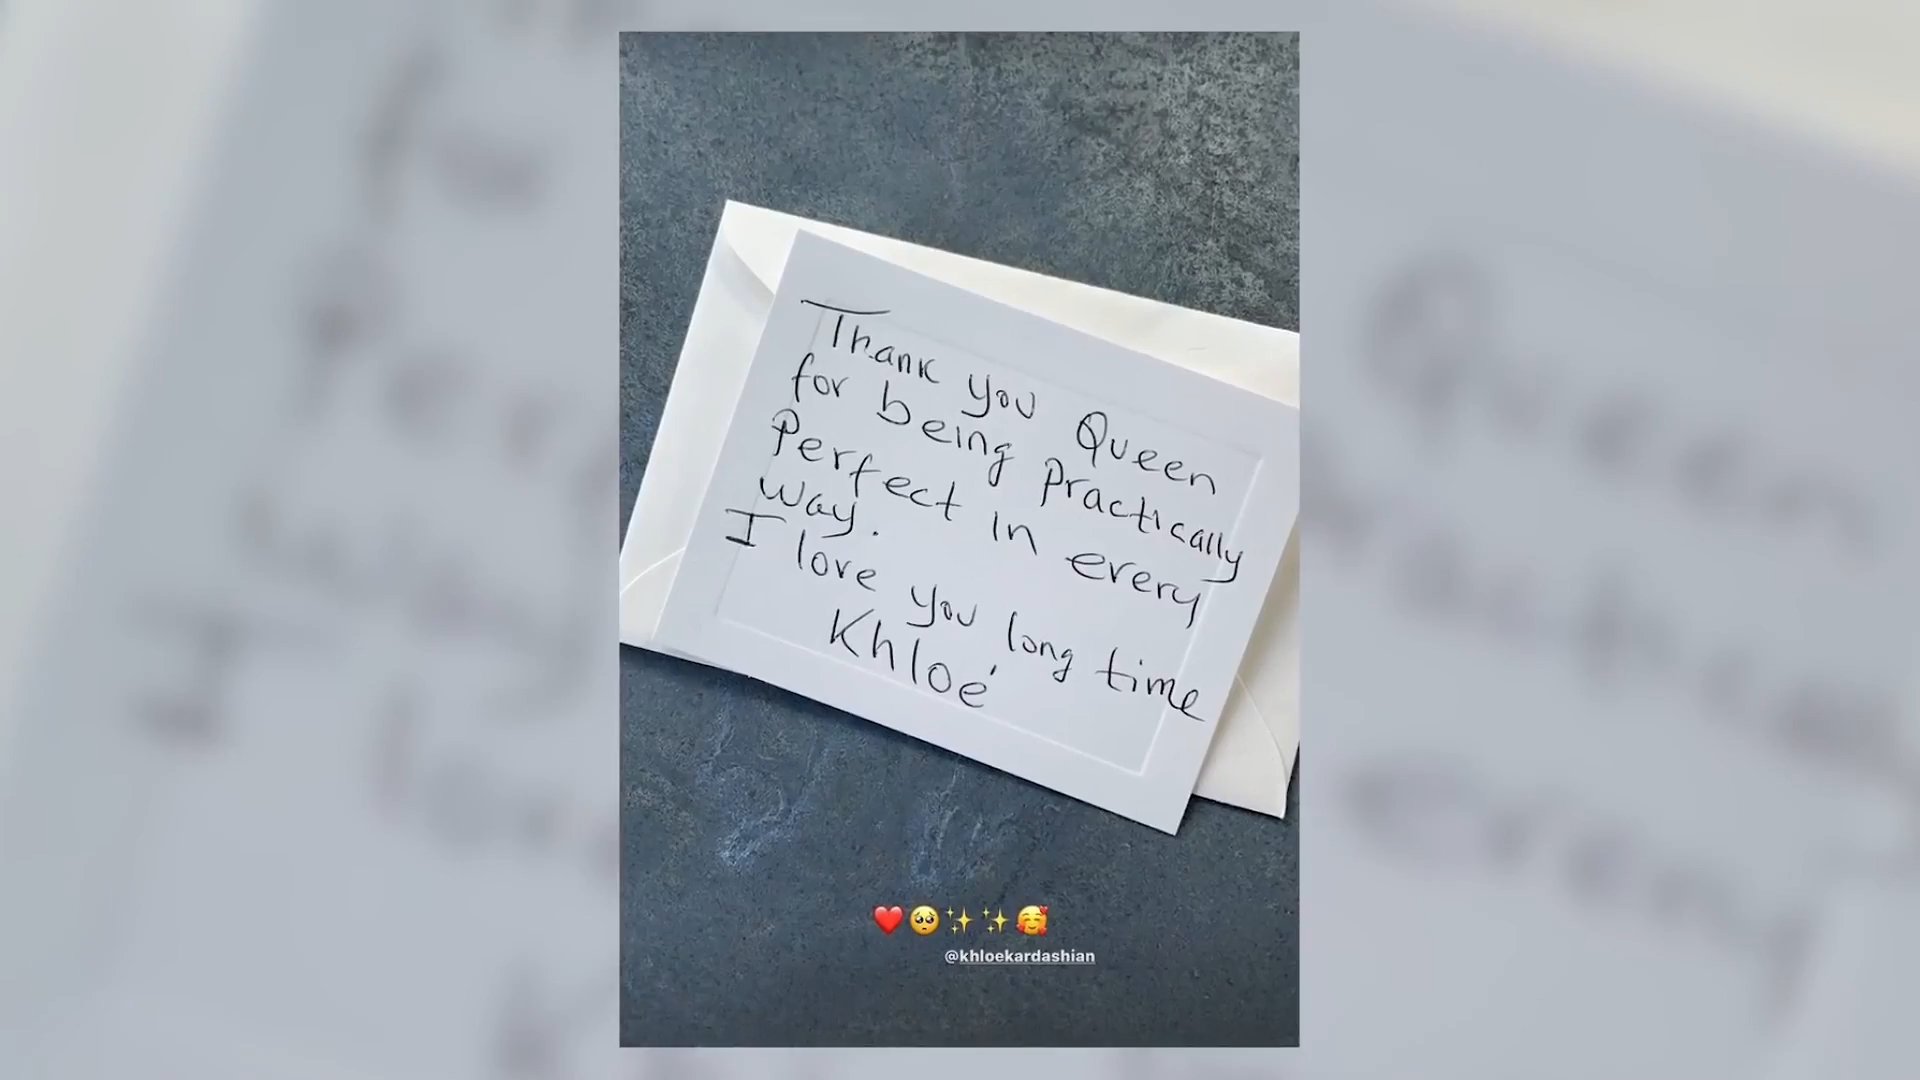 Thank you Queen
for being Practically
Perfect in every
way.
I love you long time
Khloé
@khloekardashian